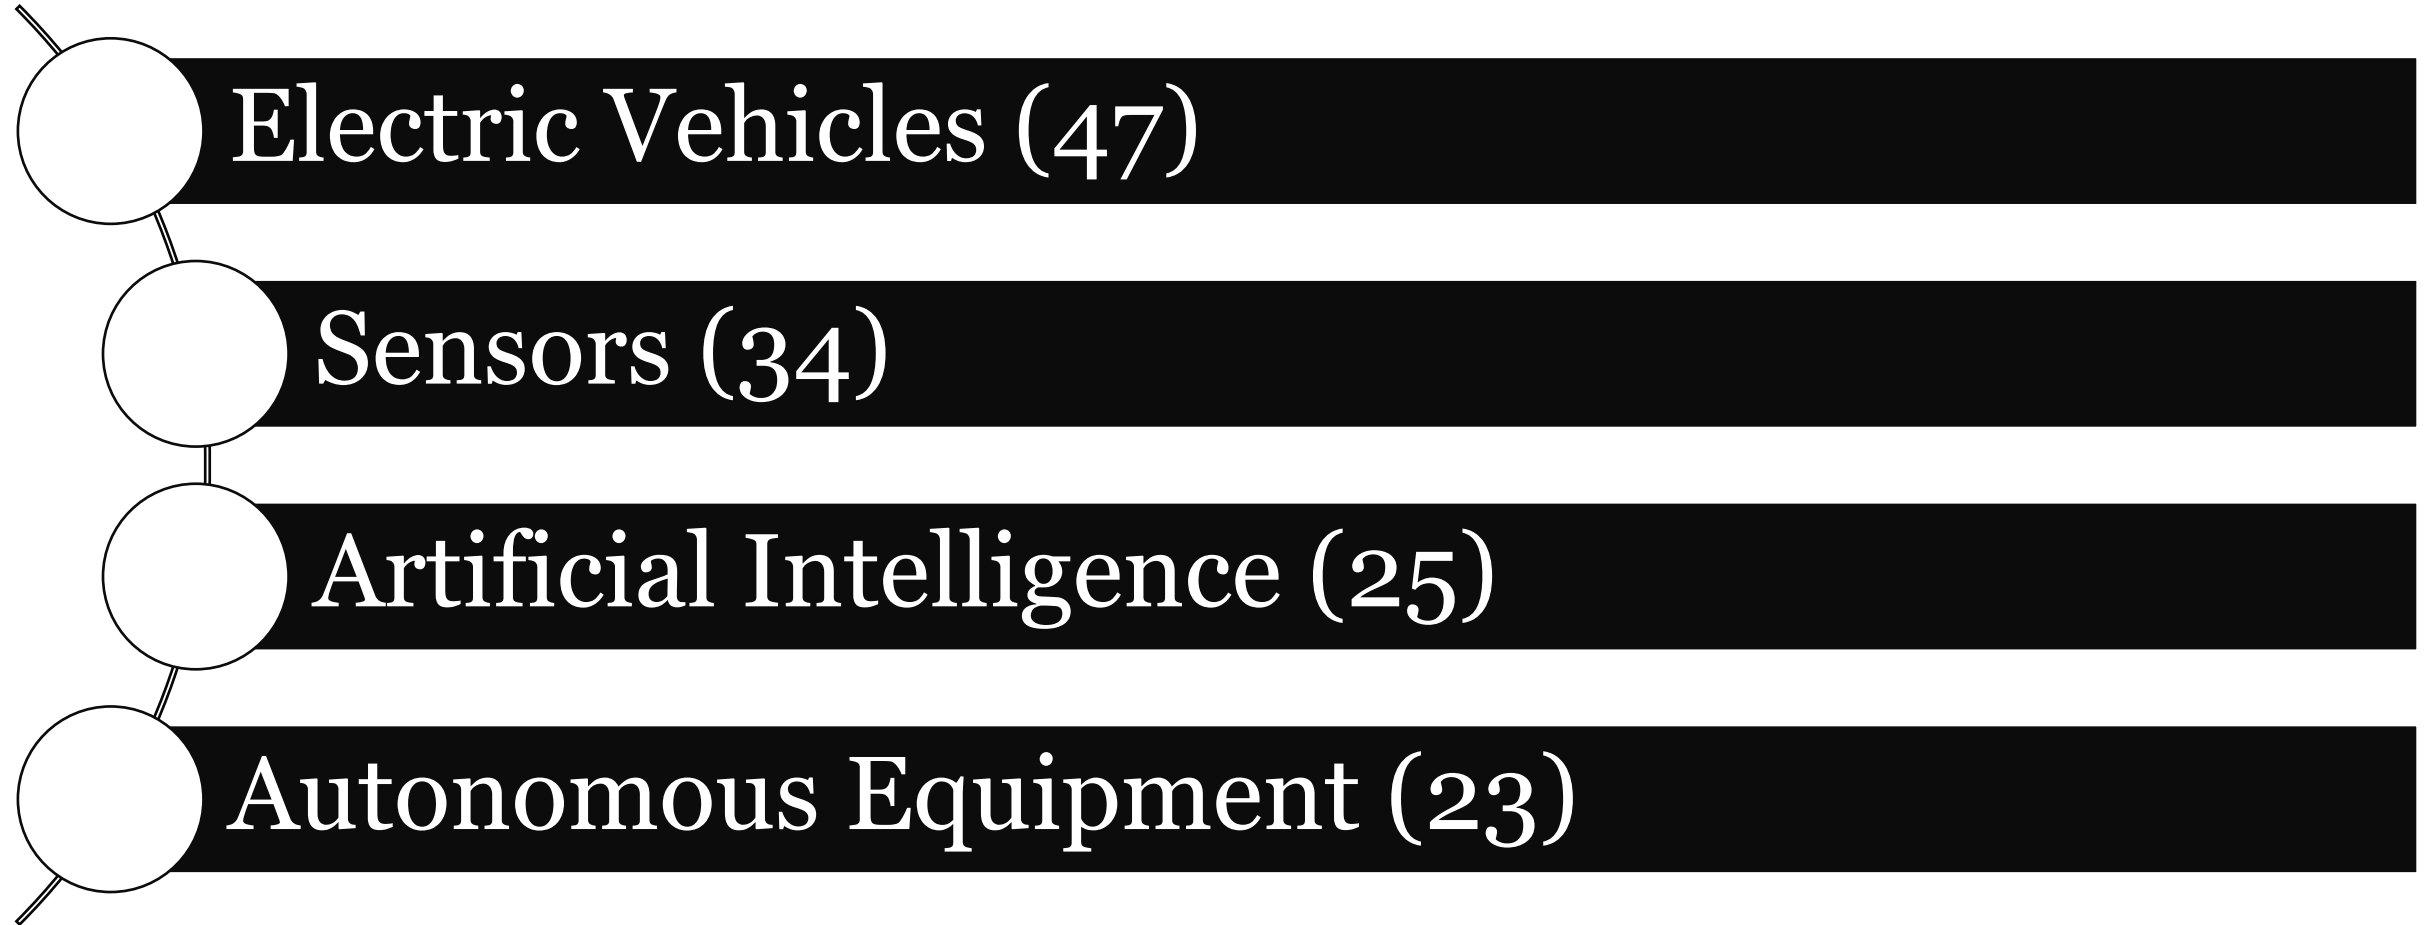 Electric Vehicles (47)
Sensors (34)
Artificial Intelligence (25)
Autonomous Equipment (23)